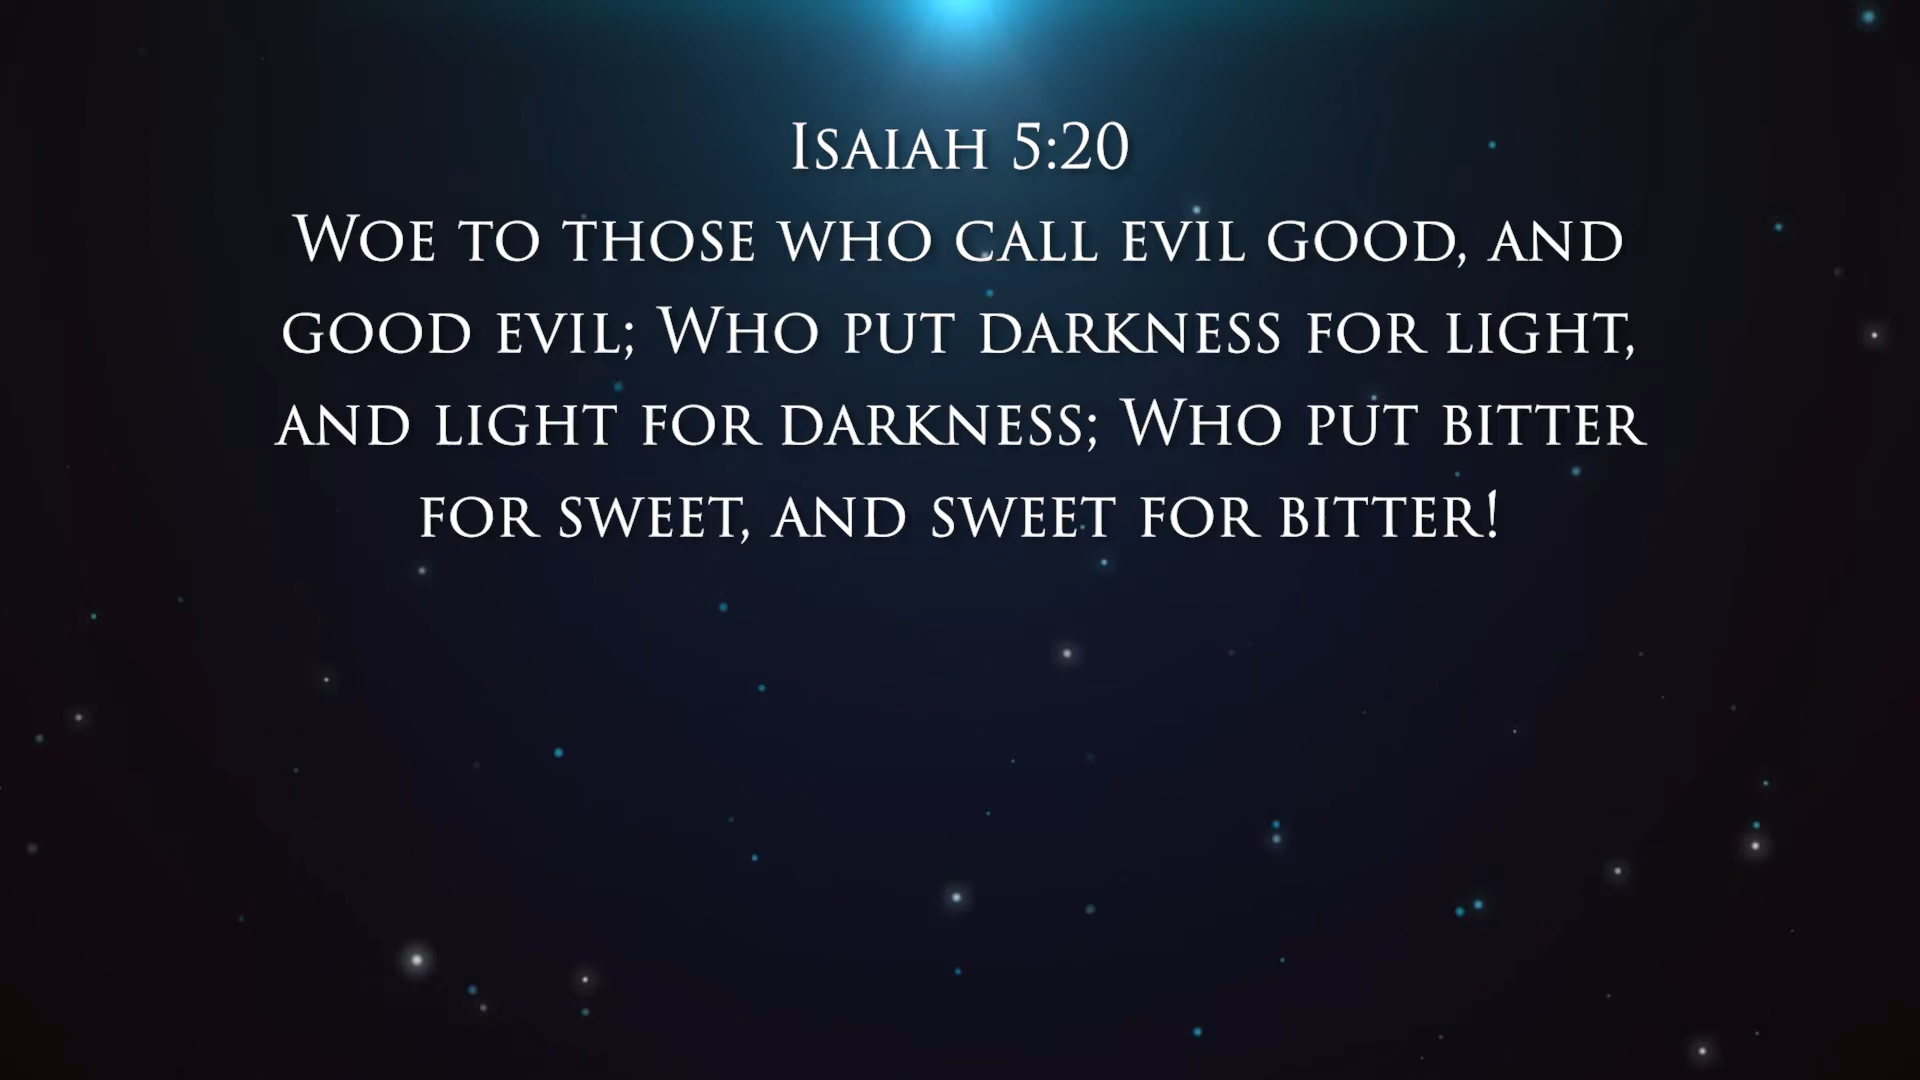 Isaiah 5:20
Woe to those who call evil good, and
good evil; Who put darkness for light,
and light for darkness; Who put bitter
for sweet, and sweet for bitter!